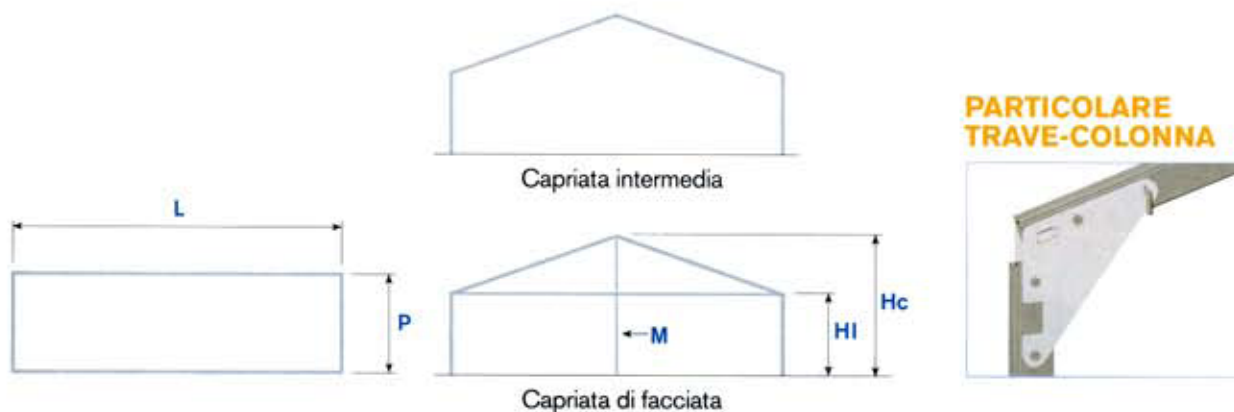 Capriata intermedia
PARTICOLARE
TRAVE-COLONNA
L
P
Hc
Hl
M
Capriata di facciata